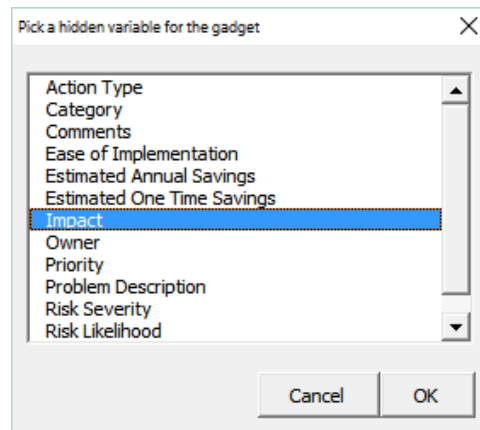 Pick a hidden variable for the gadget
Action Type
Category
Comments
Ease of Implementation
Estimated Annual Savings
Estimated One Time Savings
Impact
Owner
Priority
Problem Description
Risk Severity
Risk Likelihood
Cancel OK